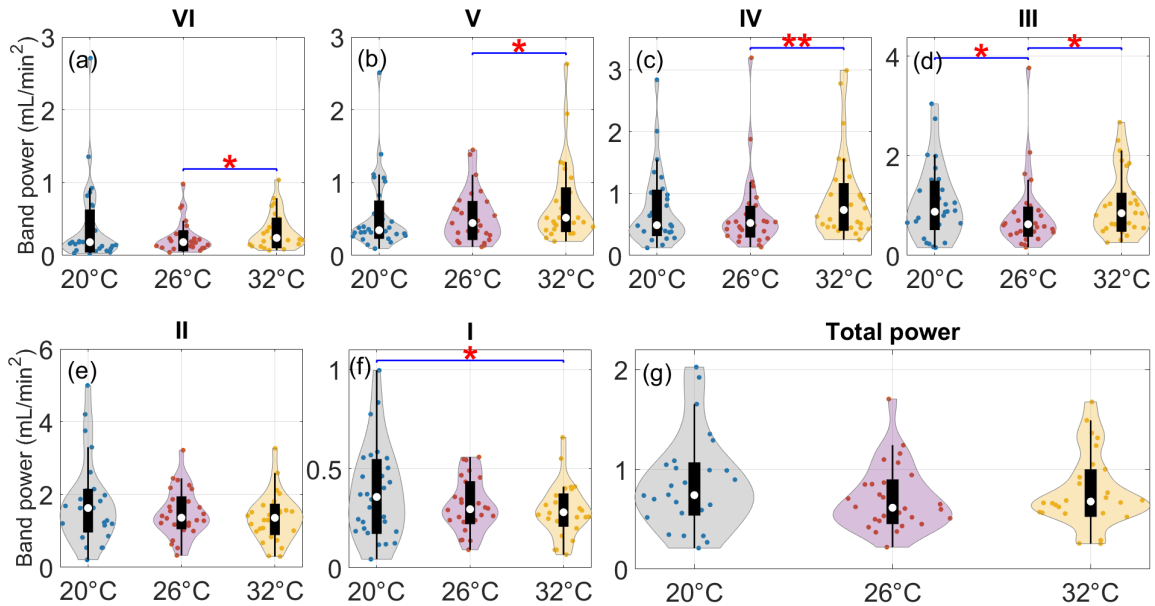 VI
V
IV
III
Band power (mL/min²)
(a)
3
2
1
0
20°C 26°C 32°C
*
(b)
3
2
1
0
20°C 26°C 32°C
*
(c)
3
2
1
0
20°C 26°C 32°C
**
(d)
4
2
0
20°C 26°C 32°C
*
*
II
I
Total power
Band power (mL/min²)
(e)
6
4
2
0
20°C 26°C 32°C
(f)
1
0.5
0
20°C 26°C 32°C
*
(g)
2
1
0
20°C 26°C 32°C